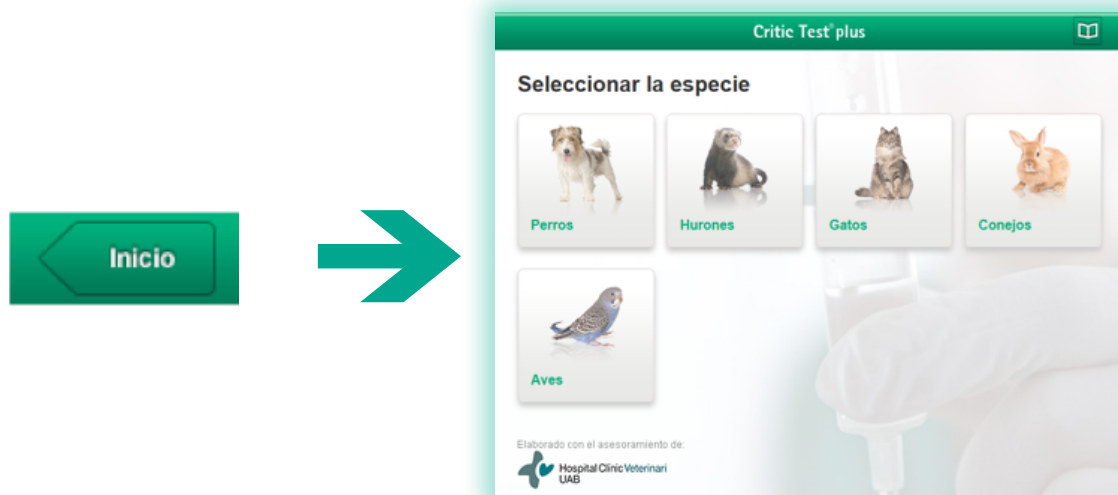 Inicio
Critic Test® plus
Seleccionar la especie
Perros
Hurones
Gatos
Conejos
Aves
Elaborado con el asesoramiento de:
Hospital Clínic Veterinari
UAB